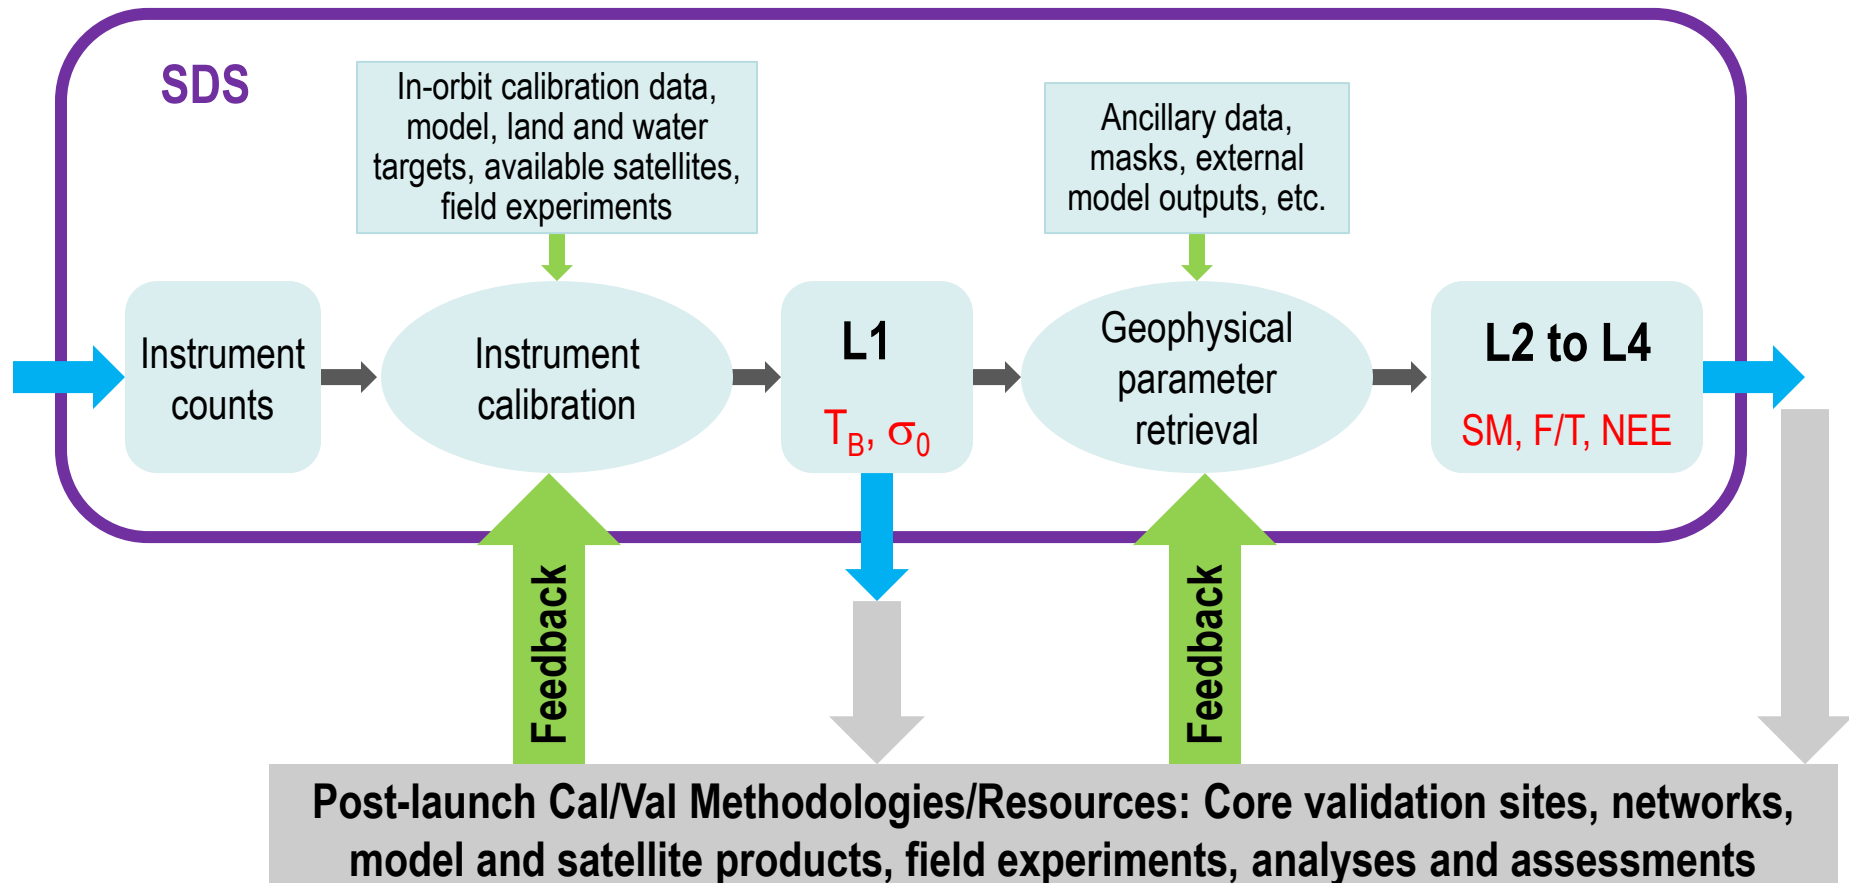 SDS
In-orbit calibration data,
model, land and water
targets, available satellites,
field experiments
Ancillary data,
masks, external
model outputs, etc.
Instrument
counts
Instrument
calibration
L1
T_B, σ_0
Geophysical
parameter
retrieval
L2 to L4
SM, F/T, NEE
Feedback
Feedback
Post-launch Cal/Val Methodologies/Resources: Core validation sites, networks,
model and satellite products, field experiments, analyses and assessments